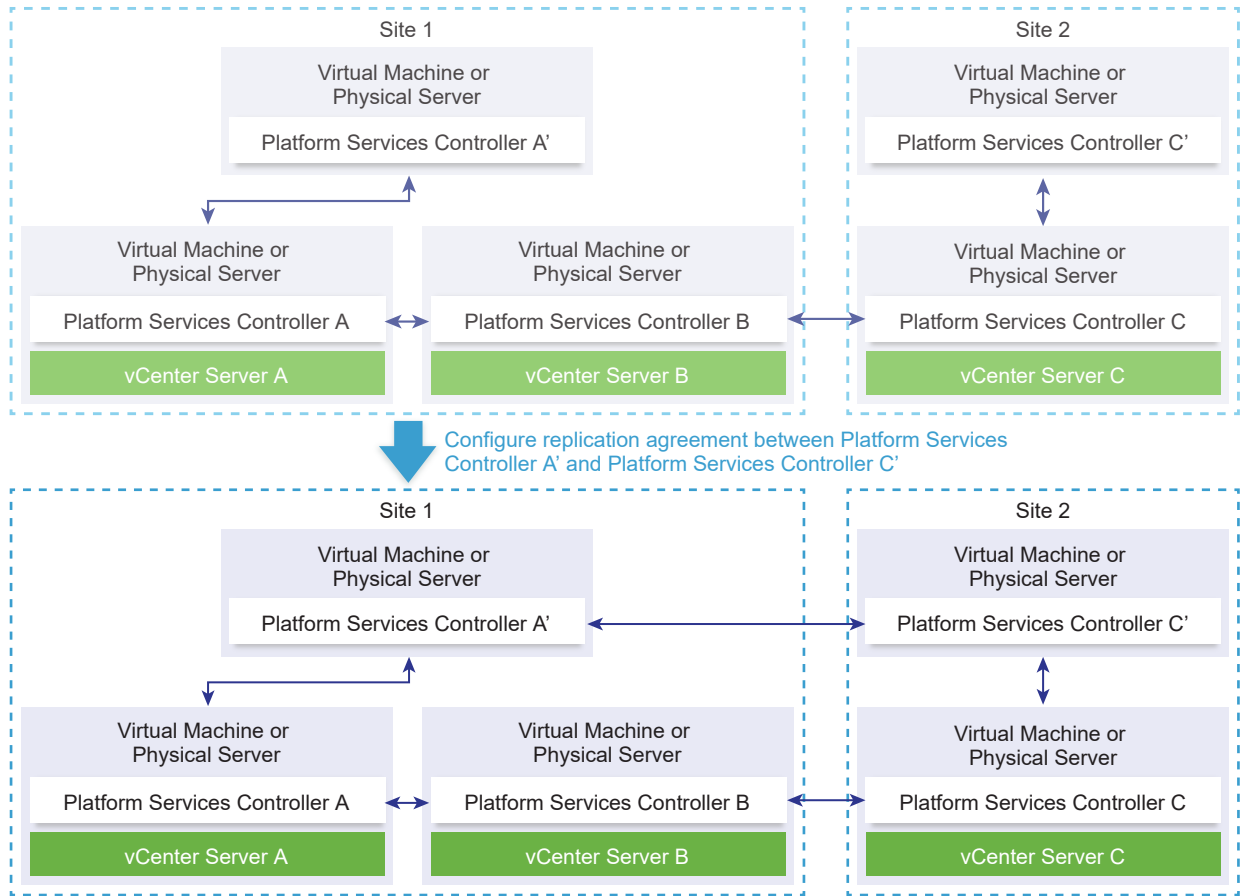 Site 1
Virtual Machine or
Physical Server
Platform Services Controller A’
Virtual Machine or
Physical Server
Platform Services Controller A
vCenter Server A
Virtual Machine or
Physical Server
Platform Services Controller B
vCenter Server B
Site 2
Virtual Machine or
Physical Server
Platform Services Controller C’
Virtual Machine or
Physical Server
Platform Services Controller C
vCenter Server C
Configure replication agreement between Platform Services
Controller A’ and Platform Services Controller C’
Site 1
Virtual Machine or
Physical Server
Platform Services Controller A’
Virtual Machine or
Physical Server
Platform Services Controller A
vCenter Server A
Virtual Machine or
Physical Server
Platform Services Controller B
vCenter Server B
Site 2
Virtual Machine or
Physical Server
Platform Services Controller C’
Virtual Machine or
Physical Server
Platform Services Controller C
vCenter Server C